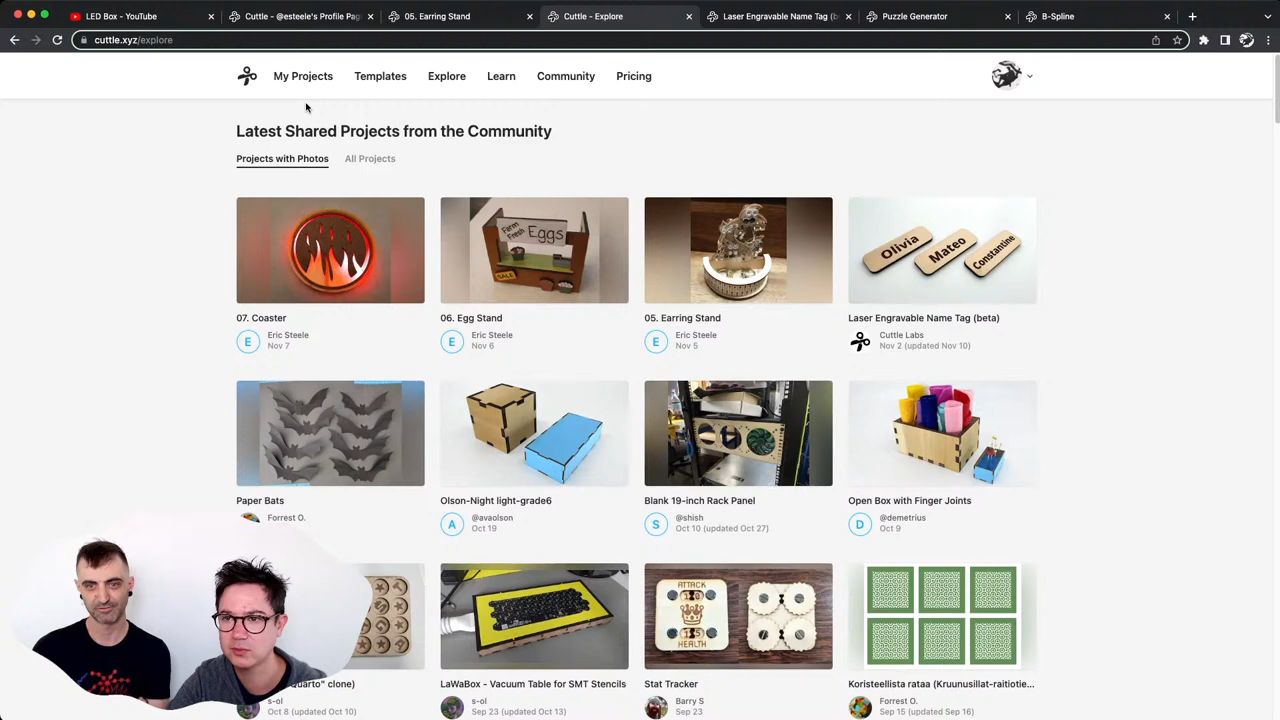 LED Box - YouTube
Cuttle - @esteele's Profile Pag
05. Earring Stand
Cuttle - Explore
Laser Engravable Name Tag (b
Puzzle Generator
B-Spline
cuttle.xyz/explore
My Projects
Templates
Explore
Learn
Community
Pricing
Latest Shared Projects from the Community
Projects with Photos
All Projects
Farm Fresh Eggs
SALE
Olivia
Mateo
Constantine
07. Coaster
E
Eric Steele
Nov 7
06. Egg Stand
E
Eric Steele
Nov 6
05. Earring Stand
E
Eric Steele
Nov 5
Laser Engravable Name Tag (beta)
Cuttle Labs
Nov 2 (updated Nov 10)
Paper Bats
Forrest O.
Olson-Night light-grade6
A
@avaolson
Oct 19
Blank 19-inch Rack Panel
S
@shish
Oct 10 (updated Oct 27)
Open Box with Finger Joints
D
@demetrius
Oct 9
ATTACK
HEALTH
"Quarto" clone)
s-ol
Oct 8 (updated Oct 10)
LaWaBox - Vacuum Table for SMT Stencils
s-ol
Sep 23 (updated Oct 13)
Stat Tracker
Barry S
Sep 23
Koristeellista rataa (Kruunusillat-raitiotie...
Forrest O.
Sep 15 (updated Sep 16)